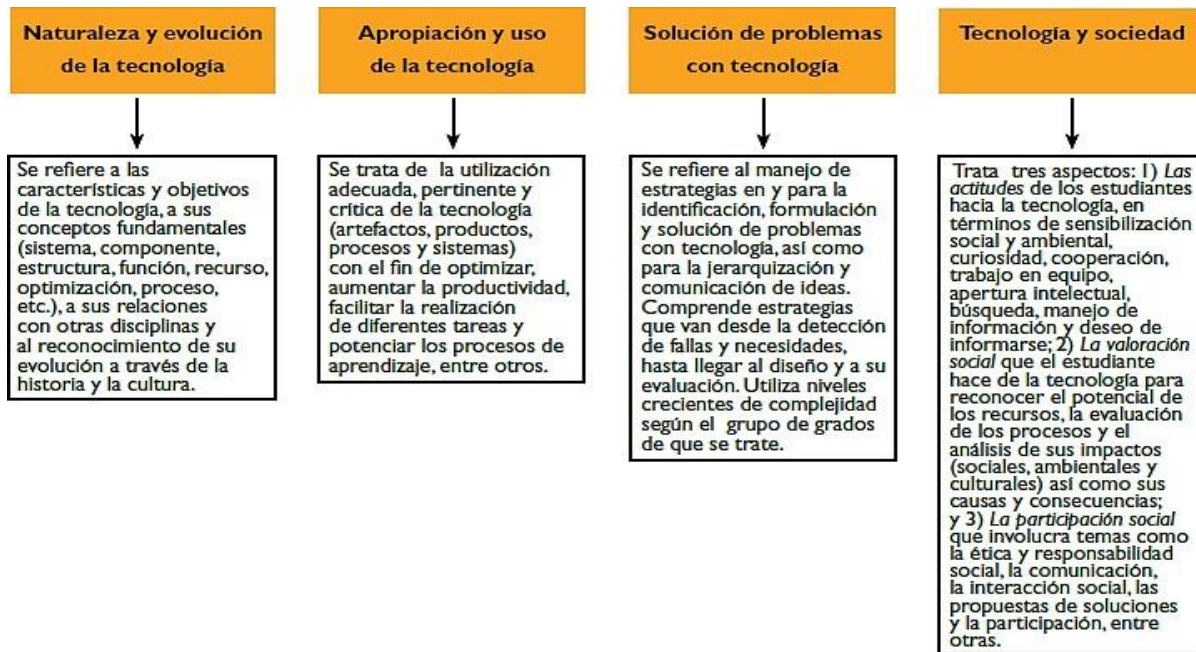 Naturaleza y evolución
de la tecnología
Se refiere a las
características y objetivos
de la tecnología, a sus
conceptos fundamentales
(sistema, componente,
estructura, función, recurso,
optimización, proceso,
etc.), a sus relaciones
con otras disciplinas y
al reconocimiento de su
evolución a través de la
historia y la cultura.
Apropiación y uso
de la tecnología
Se trata de la utilización
adecuada, pertinente y
crítica de la tecnología
(artefactos, productos,
procesos y sistemas)
con el fin de optimizar,
aumentar la productividad,
facilitar la realización
de diferentes tareas y
potenciar los procesos de
aprendizaje, entre otros.
Solución de problemas
con tecnología
Se refiere al manejo de
estrategias en y para la
identificación, formulación
y solución de problemas
con tecnología, así como
para la jerarquización y
comunicación de ideas.
Comprende estrategias
que van desde la detección
de fallas y necesidades,
hasta llegar al diseño y a su
evaluación. Utiliza niveles
crecientes de complejidad
según el grupo de grados
de que se trate.
Tecnología y sociedad
Trata tres aspectos: 1) Las
actitudes de los estudiantes
hacia la tecnología, en
términos de sensibilización
social y ambiental,
curiosidad, cooperación,
trabajo en equipo,
apertura intelectual,
búsqueda, manejo de
información y deseo de
informarse; 2) La valoración
social que el estudiante
hace de la tecnología para
reconocer el potencial de
los recursos, la evaluación
de los procesos y el
análisis de sus impactos
(sociales, ambientales y
culturales) así como sus
causas y consecuencias;
y 3) La participación social
que involucra temas como
la ética y responsabilidad
social, la comunicación,
la interacción social, las
propuestas de soluciones
y la participación, entre
otras.